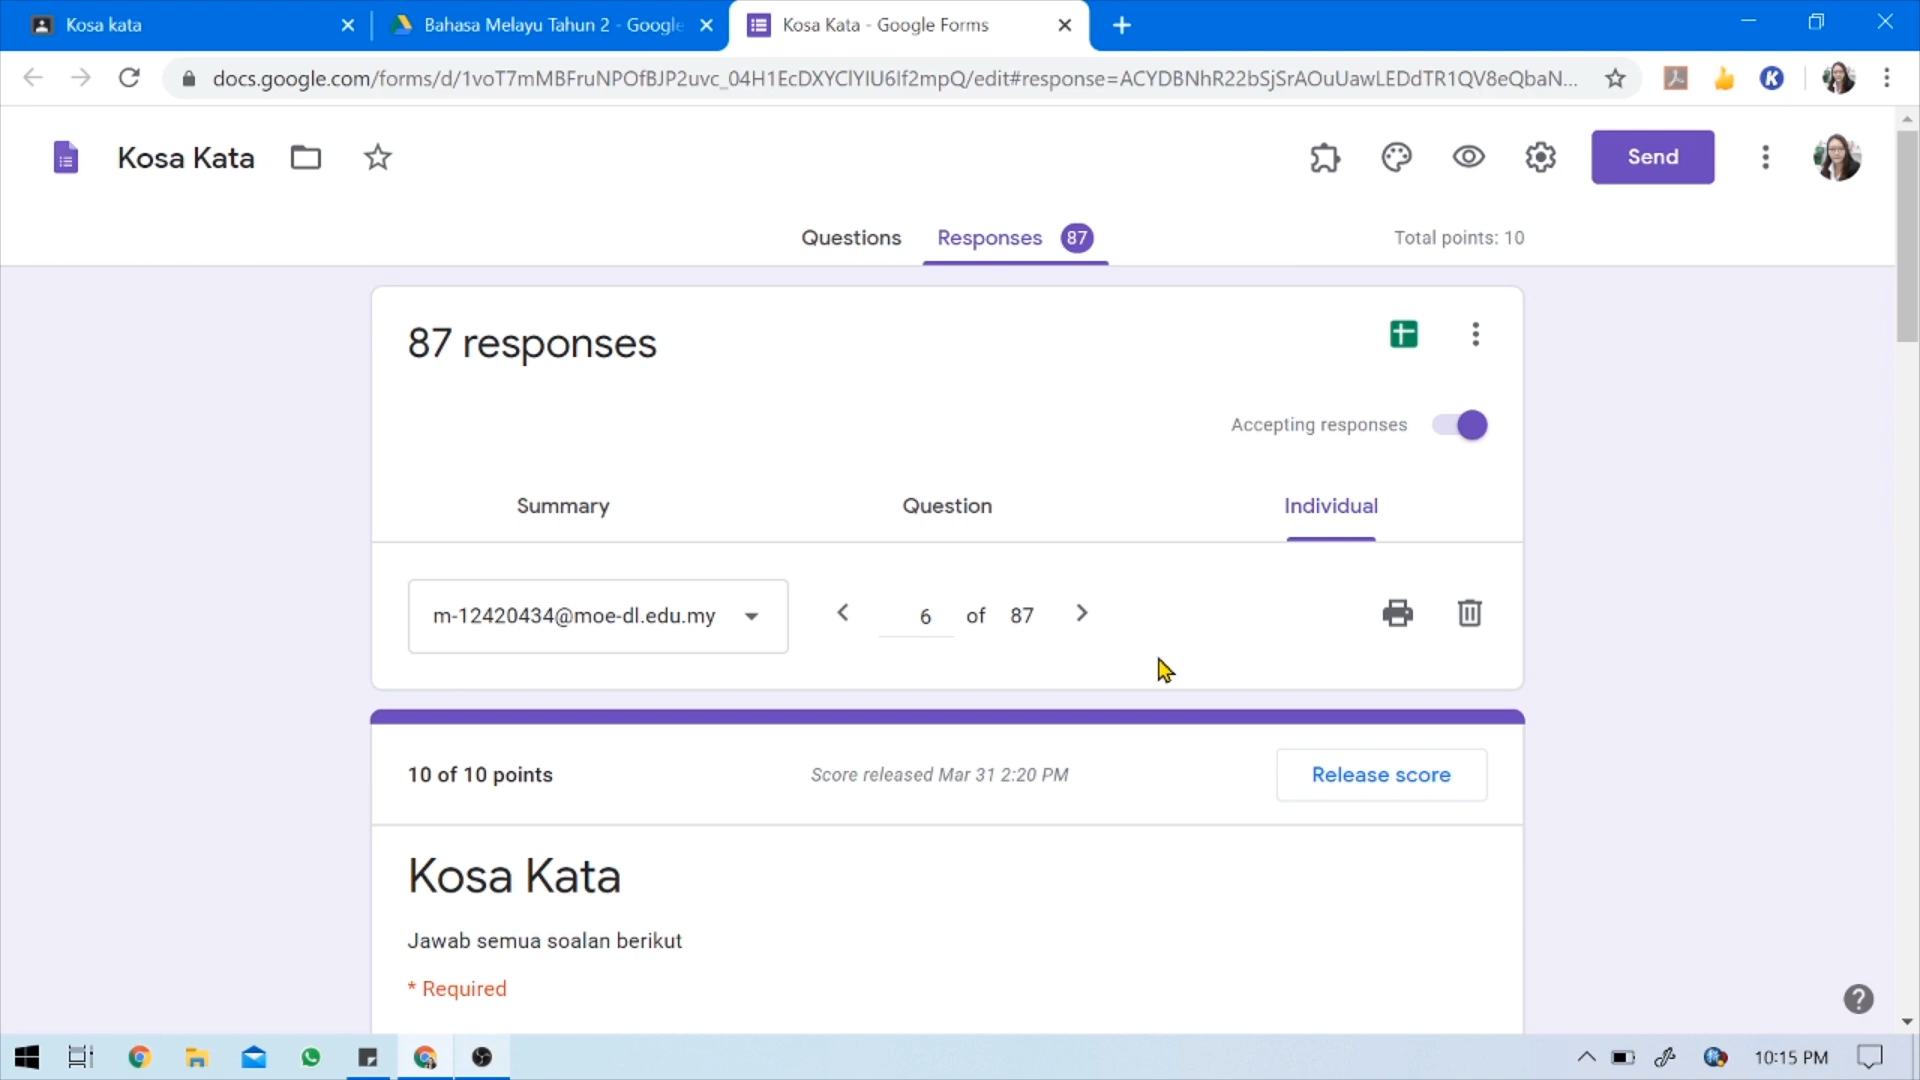 Kosa kata
Bahasa Melayu Tahun 2 - Google
Kosa Kata - Google Forms
docs.google.com/forms/d/1voT7mMBFruNPOfBJP2uvc_04H1EcDXYClYIU6If2mpQ/edit#response=ACYDBNhR22bSjSrAOuUawLEDdTR1QV8eQbaN...
Kosa Kata
Send
Questions
Responses 87
Total points: 10
87 responses
Accepting responses
Summary
Question
Individual
m-12420434@moe-dl.edu.my
6 of 87
10 of 10 points
Score released Mar 31 2:20 PM
Release score
Kosa Kata
Jawab semua soalan berikut
* Required
10:15 PM